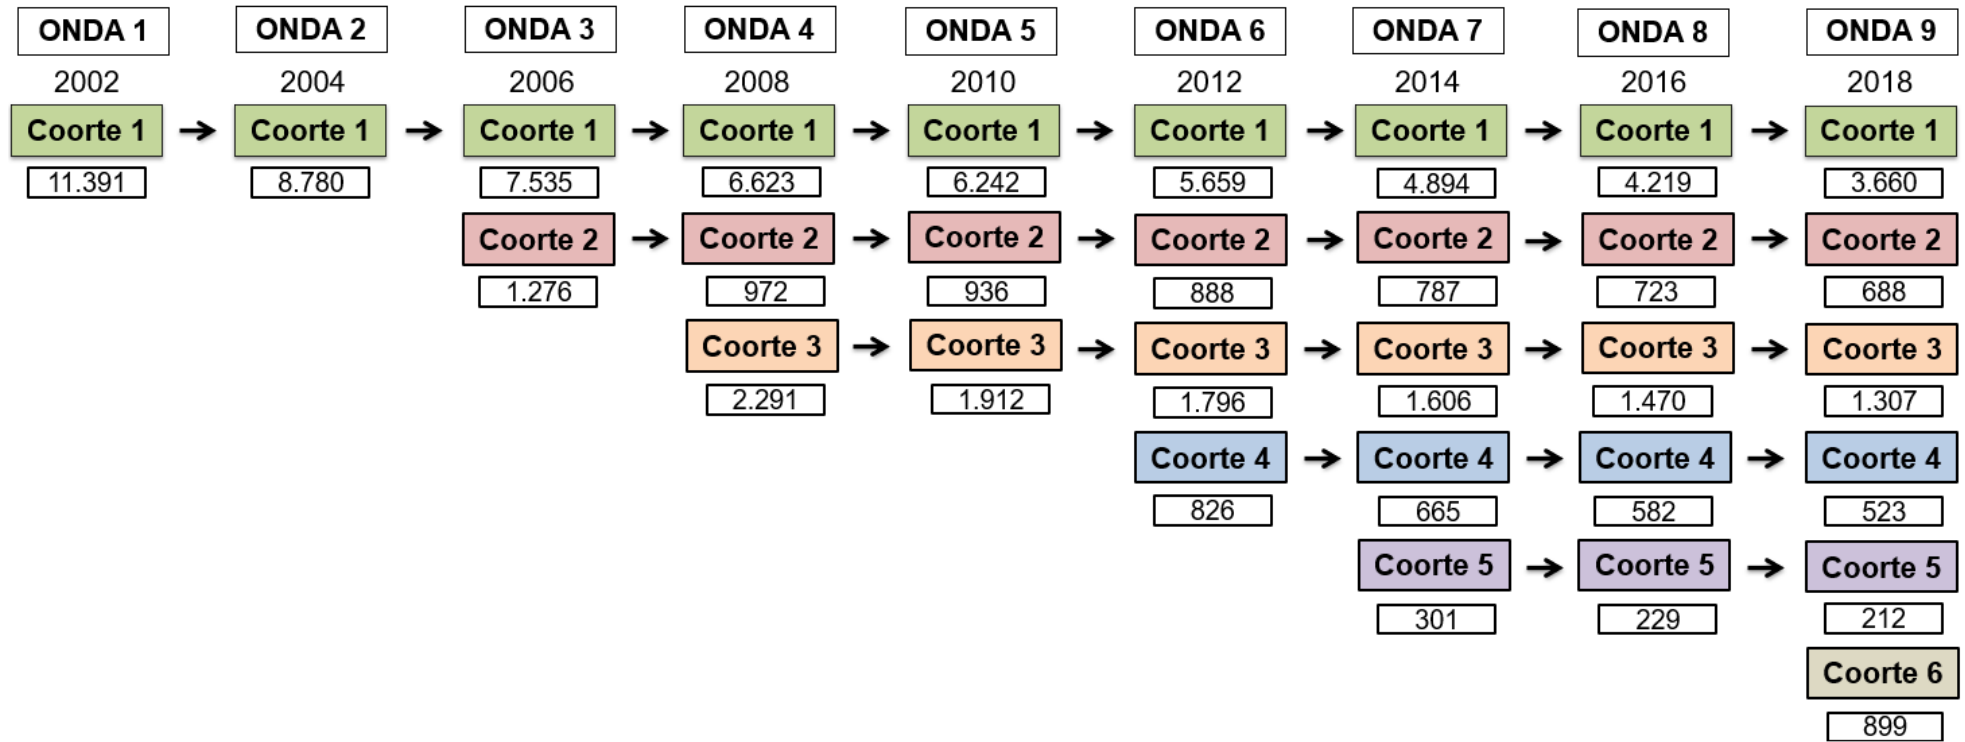 ONDA 1 ONDA 2 ONDA 3 ONDA 4 ONDA 5 ONDA 6 ONDA 7 ONDA 8 ONDA 9
2002 2004 2006 2008 2010 2012 2014 2016 2018
Coorte 1 Coorte 1 Coorte 1 Coorte 1 Coorte 1 Coorte 1 Coorte 1 Coorte 1 Coorte 1
11.391 8.780 7.535 6.623 6.242 5.659 4.894 4.219 3.660
Coorte 2 Coorte 2 Coorte 2 Coorte 2 Coorte 2 Coorte 2 Coorte 2
1.276 972 936 888 787 723 688
Coorte 3 Coorte 3 Coorte 3 Coorte 3 Coorte 3 Coorte 3
2.291 1.912 1.796 1.606 1.470 1.307
Coorte 4 Coorte 4 Coorte 4 Coorte 4
826 665 582 523
Coorte 5 Coorte 5 Coorte 5
301 229 212
Coorte 6
899